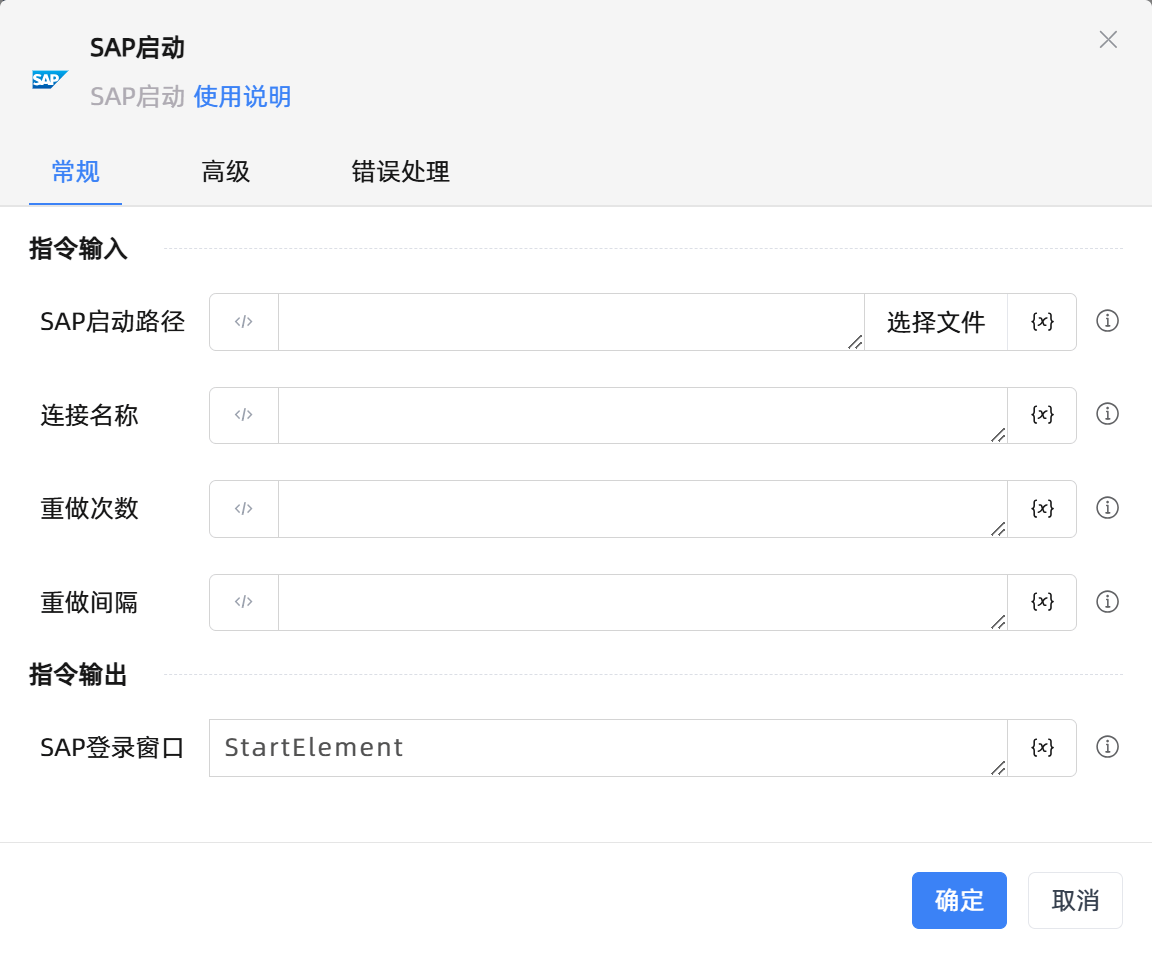 SAP启动
SAP
SAP启动 使用说明
常规 高级 错误处理
指令输入
SAP启动路径 </> 选择文件 {x}
连接名称 </> {x}
重做次数 </> {x}
重做间隔 </> {x}
指令输出
SAP登录窗口 StartElement {x}
确定 取消